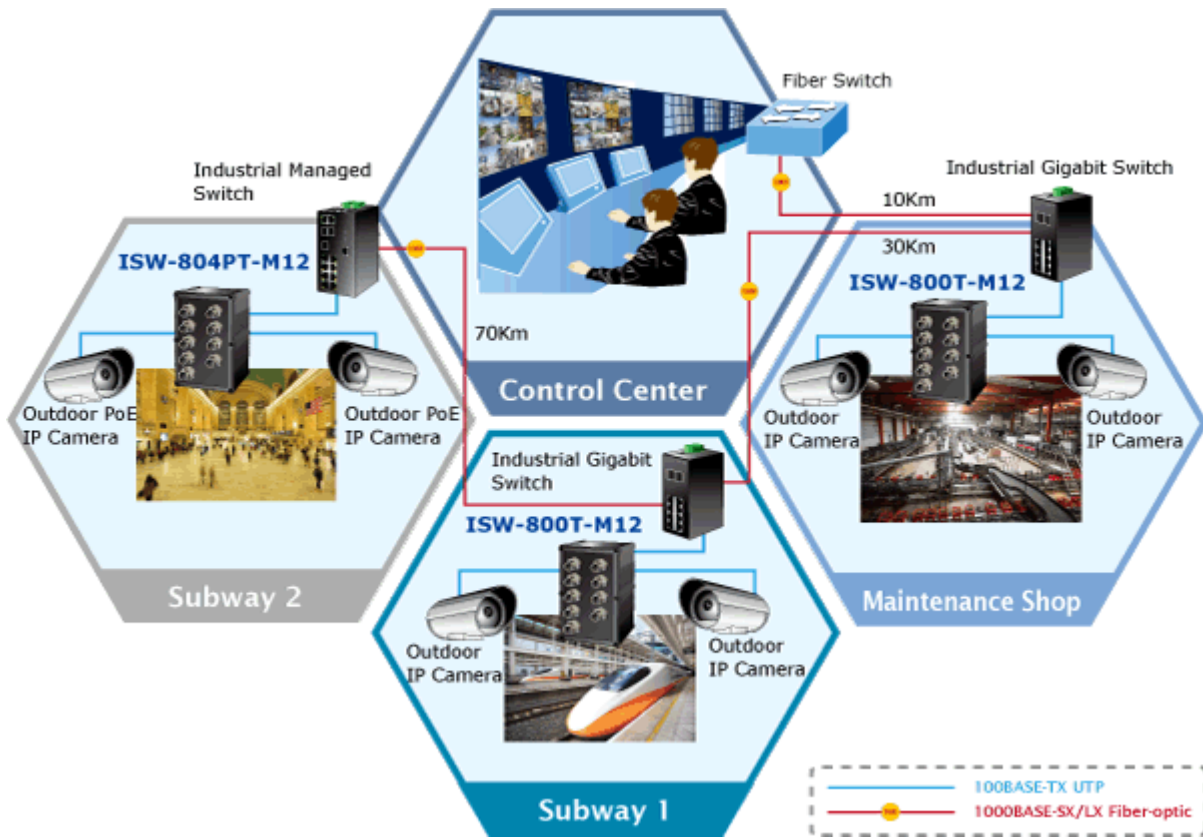 Fiber Switch
Industrial Managed
Switch
Industrial Gigabit Switch
10Km
30Km
ISW-804PT-M12
ISW-800T-M12
70Km
Control Center
Outdoor PoE
IP Camera
Outdoor PoE
IP Camera
Outdoor
IP Camera
Outdoor
IP Camera
Industrial Gigabit
Switch
ISW-800T-M12
Subway 2
Maintenance Shop
Outdoor
IP Camera
Outdoor
IP Camera
Subway 1
100BASE-TX UTP
1000BASE-SX/LX Fiber-optic